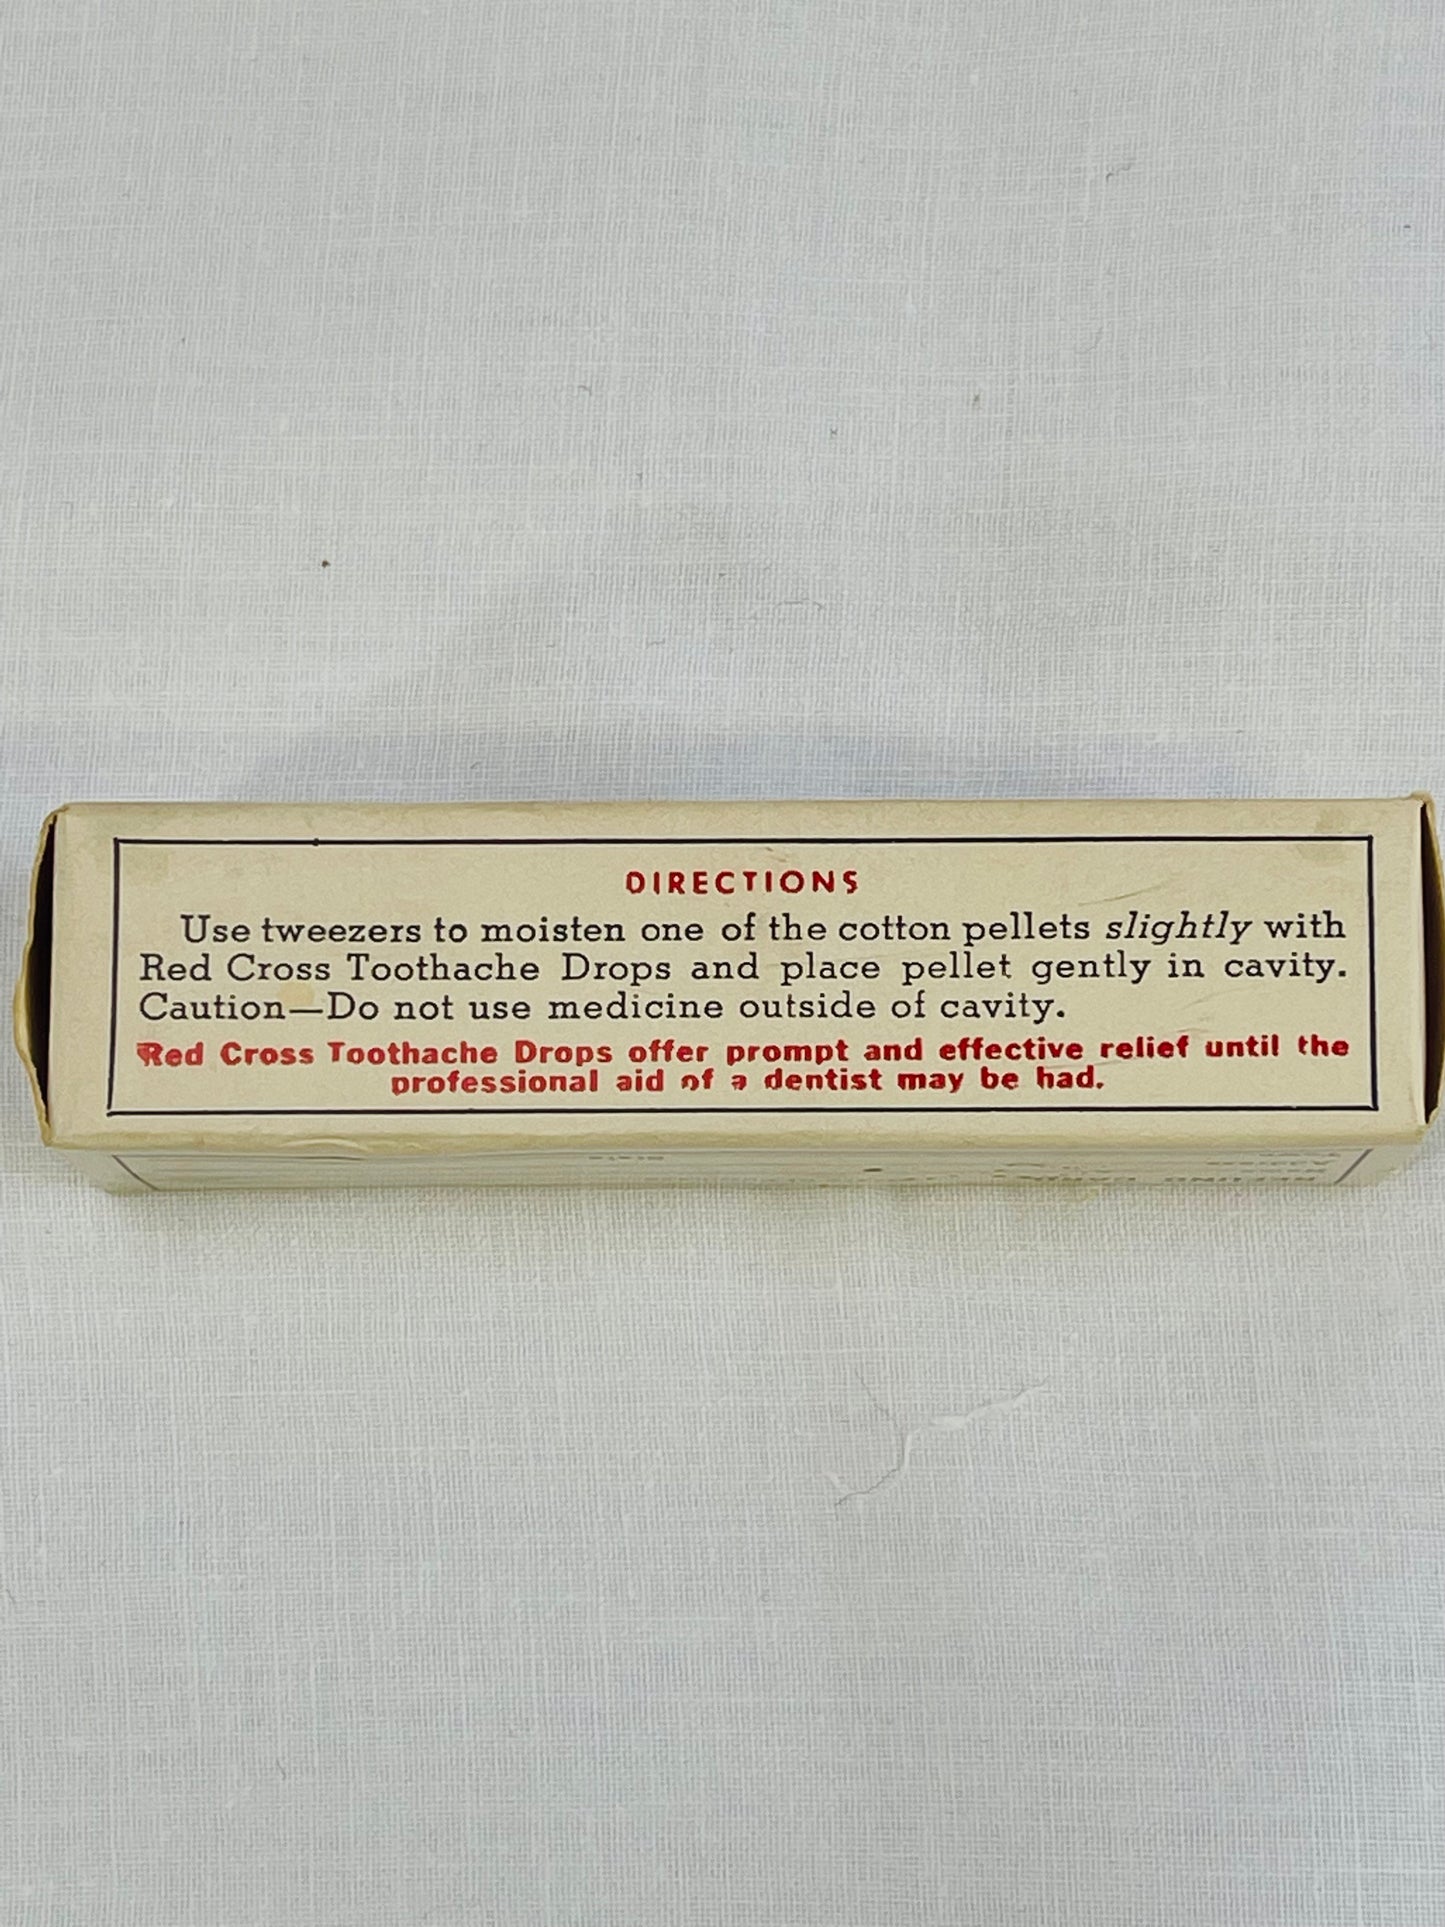 DIRECTIONS
Use tweezers to moisten one of the cotton pellets slightly with
Red Cross Toothache Drops and place pellet gently in cavity.
Caution—Do not use medicine outside of cavity.
Red Cross Toothache Drops offer prompt and effective relief until the
professional aid of a dentist may be had.